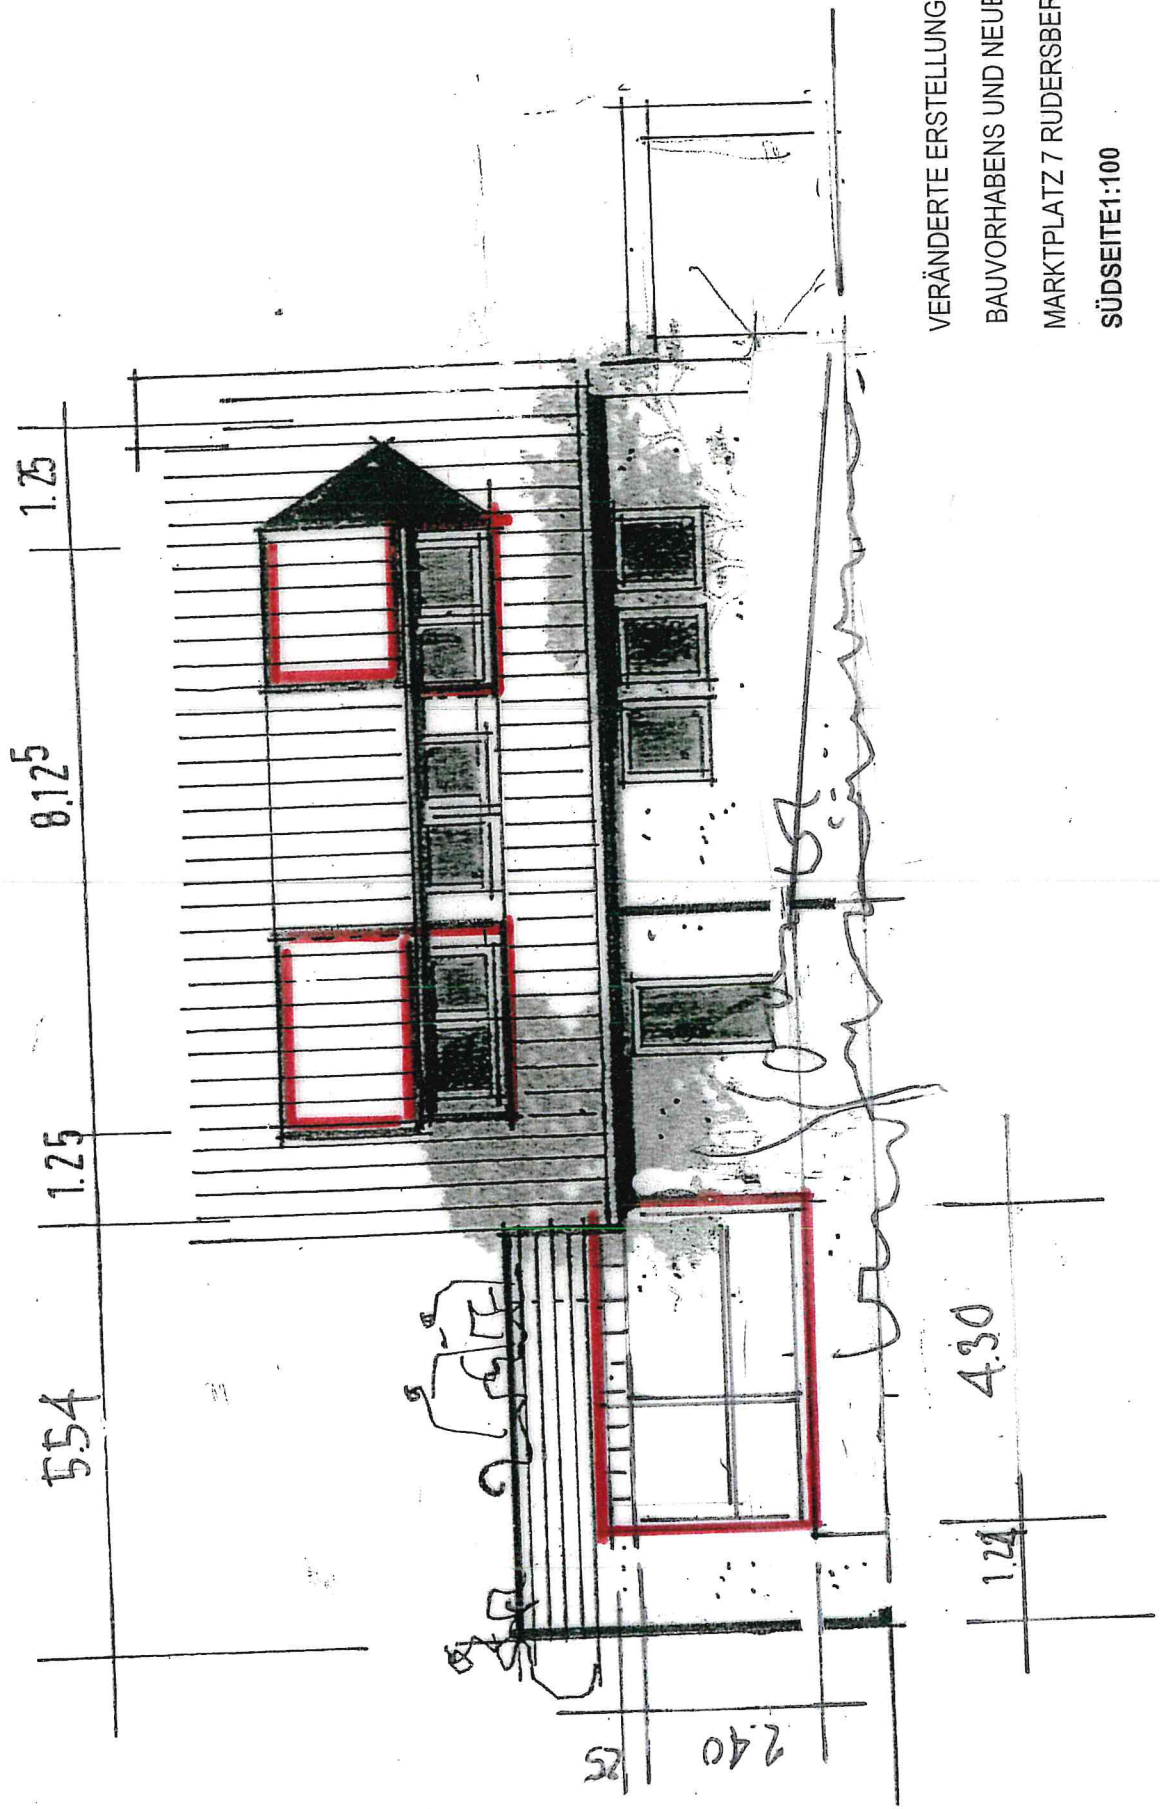 5.54
1.25
8.12⁵
1.25
25
2.40
1.24
4.30
VERÄNDERTE ERSTELLUNG
BAUVORHABENS UND NEUE
MARKTPLATZ 7 RUDERSBER
SÜDSEITE1:100